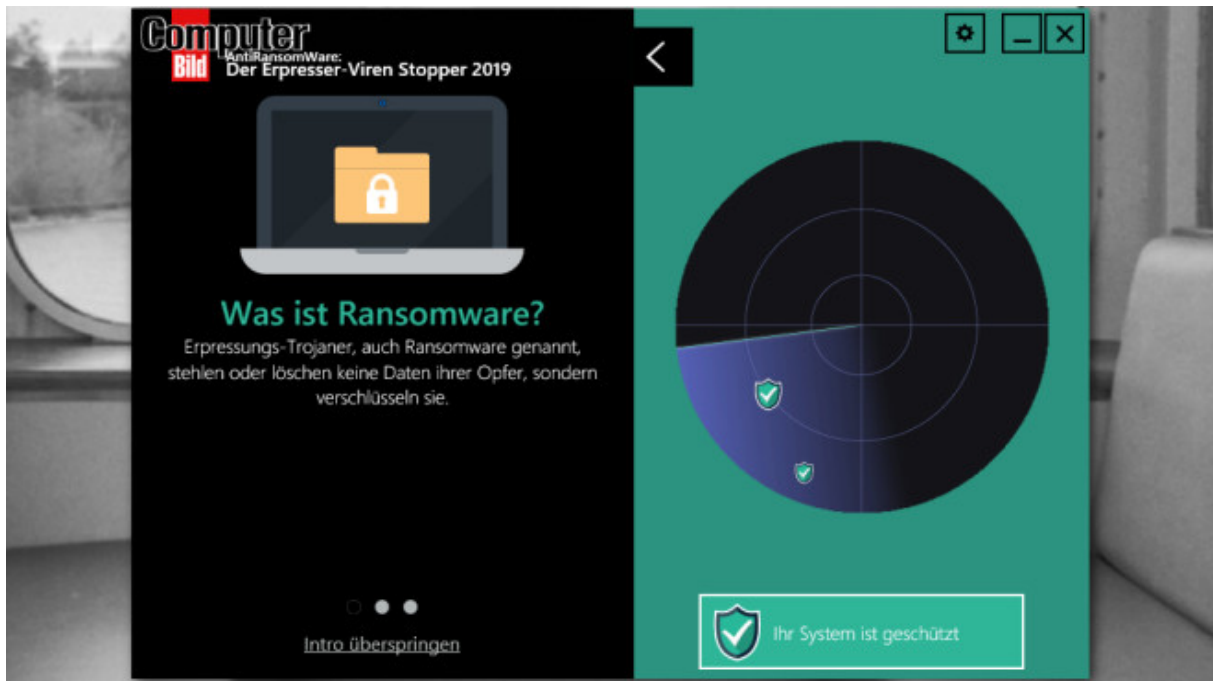 Computer
Bild
AntiRansomWare:
Der Erpresser-Viren Stopper 2019
Was ist Ransomware?
Erpressungs-Trojaner, auch Ransomware genannt,
stehlen oder löschen keine Daten ihrer Opfer, sondern
verschlüsseln sie.
Intro überspringen
Ihr System ist geschützt